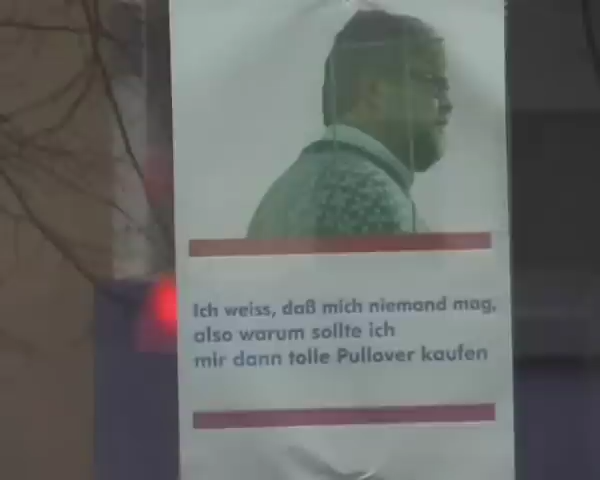 Ich weiss, daß mich niemand mag,
also warum sollte ich
mir dann tolle Pullover kaufen